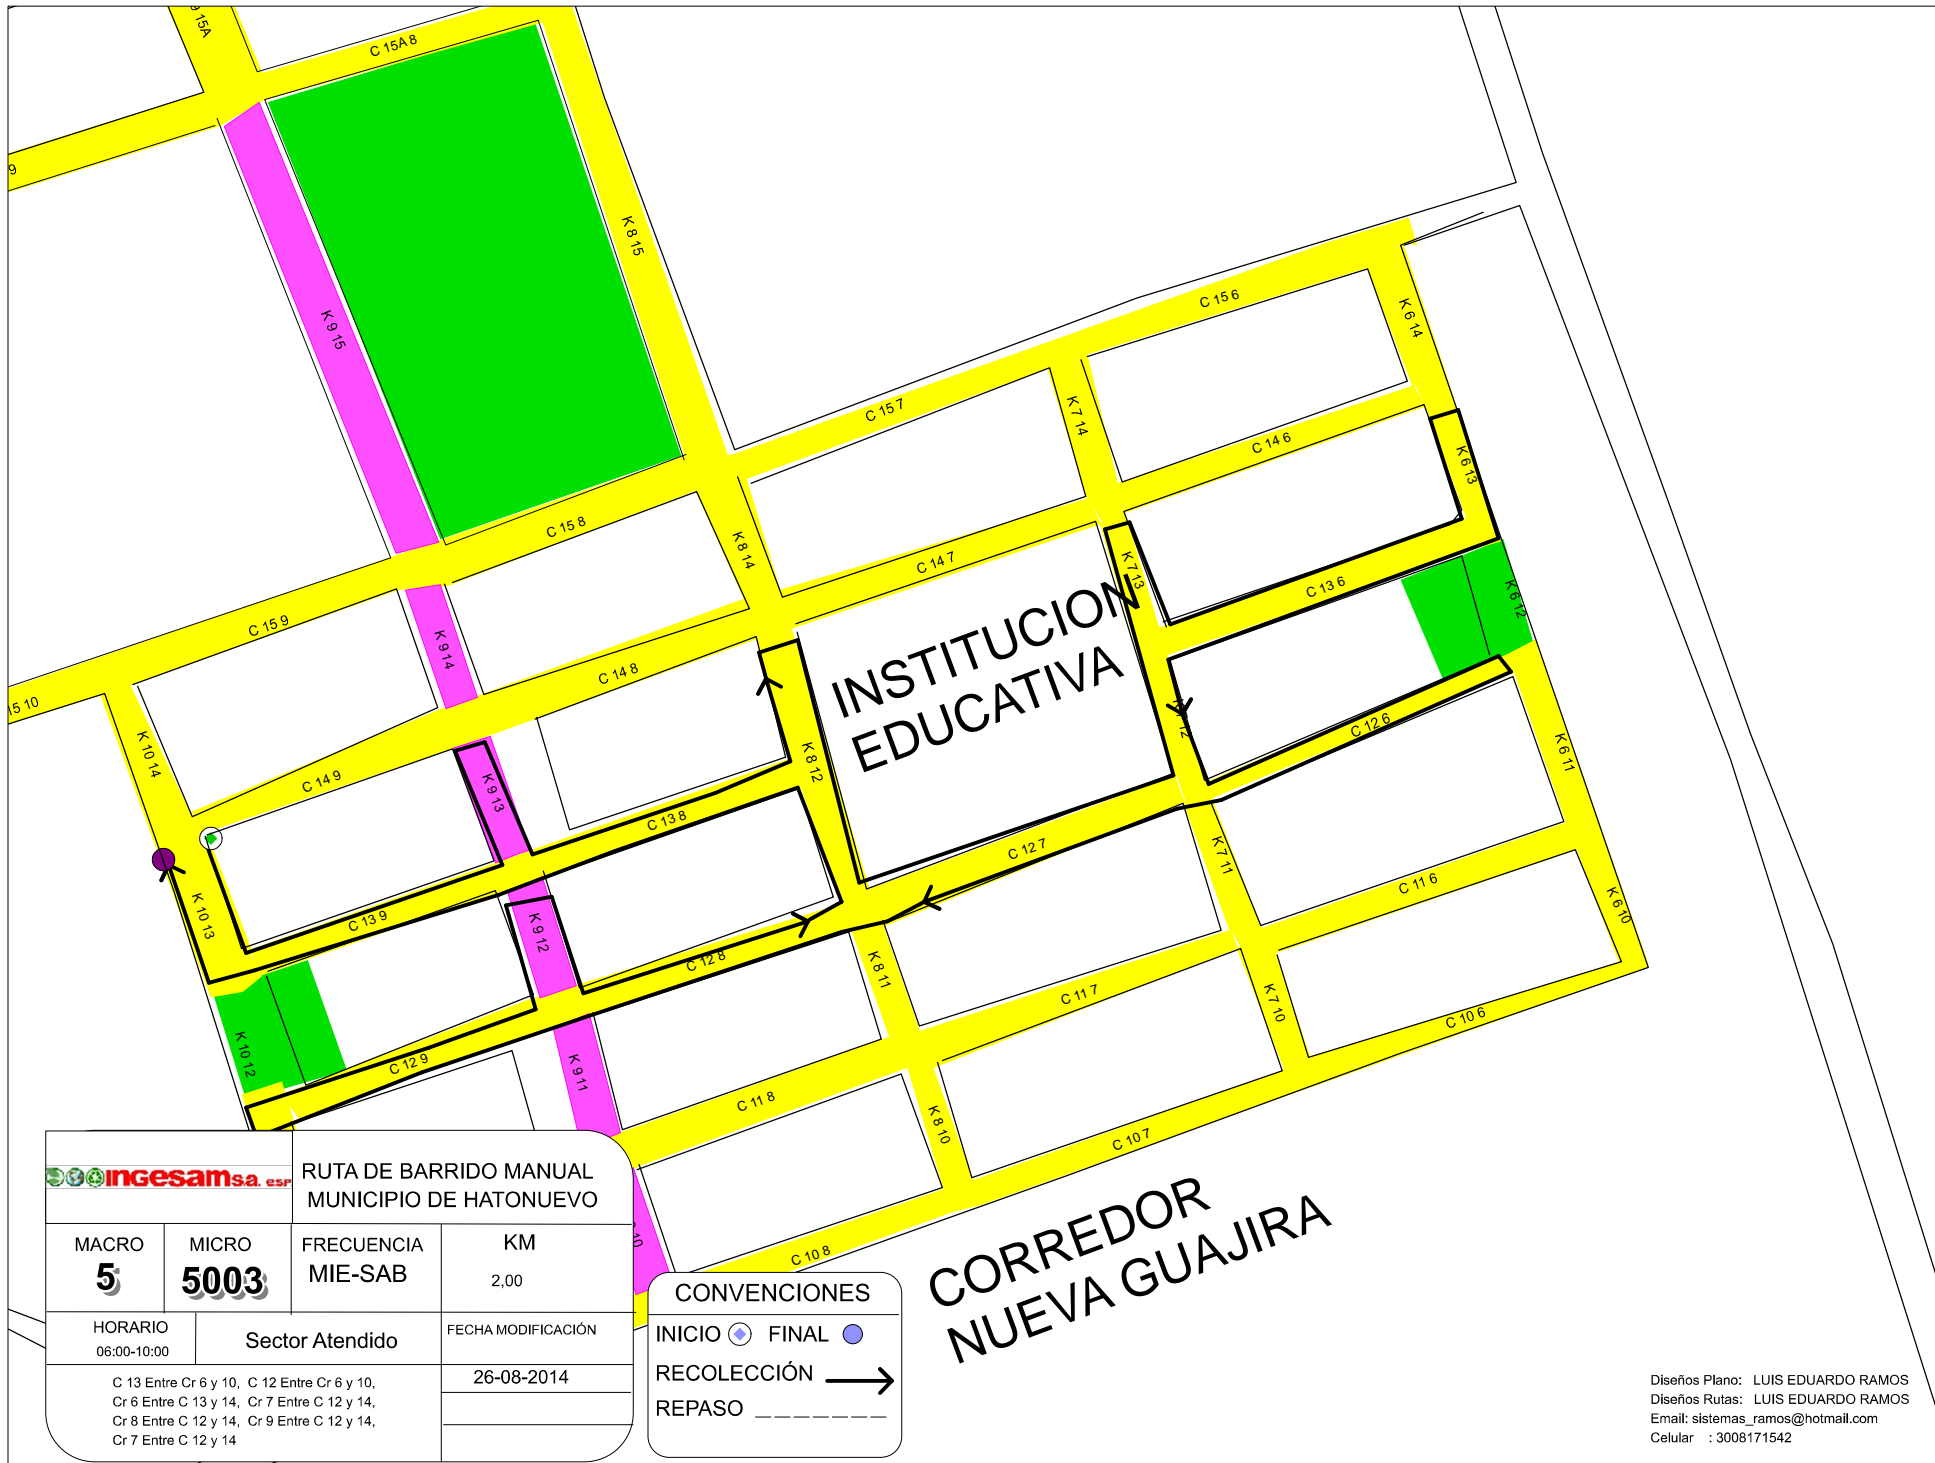 9 15A
C 15A 8
9
K 8 15
K 9 15
C 15 6
K 6 14
C 15 7
K 7 14
C 14 6
K 6 13
C 15 8
K 8 14
C 14 7
K 7 13
C 13 6
K 6 12
INSTITUCION
EDUCATIVA
C 15 9
K 9 14
C 14 8
15 10
K 10 14
C 14 9
K 9 13
K 8 12
12
C 12 6
K 6 11
C 13 8
C 12 7
K 7 11
C 11 6
K 6 10
K 10 13
C 13 9
K 9 12
C 12 8
K 8 11
C 11 7
K 7 10
C 10 6
K 10 12
C 12 9
K 9 11
C 11 8
K 8 10
C 10 7
10
C 10 8
CORREDOR
NUEVA GUAJIRA
INGESAM S.A. ESP
RUTA DE BARRIDO MANUAL
MUNICIPIO DE HATONUEVO
MACRO
5
MICRO
5003
FRECUENCIA
MIE-SAB
KM
2,00
HORARIO
06:00-10:00
Sector Atendido
FECHA MODIFICACIÓN
26-08-2014
C 13 Entre Cr 6 y 10, C 12 Entre Cr 6 y 10,
Cr 6 Entre C 13 y 14, Cr 7 Entre C 12 y 14,
Cr 8 Entre C 12 y 14, Cr 9 Entre C 12 y 14,
Cr 7 Entre C 12 y 14
CONVENCIONES
INICIO FINAL
RECOLECCIÓN
REPASO
Diseños Plano: LUIS EDUARDO RAMOS
Diseños Rutas: LUIS EDUARDO RAMOS
Email: sistemas_ramos@hotmail.com
Celular : 3008171542